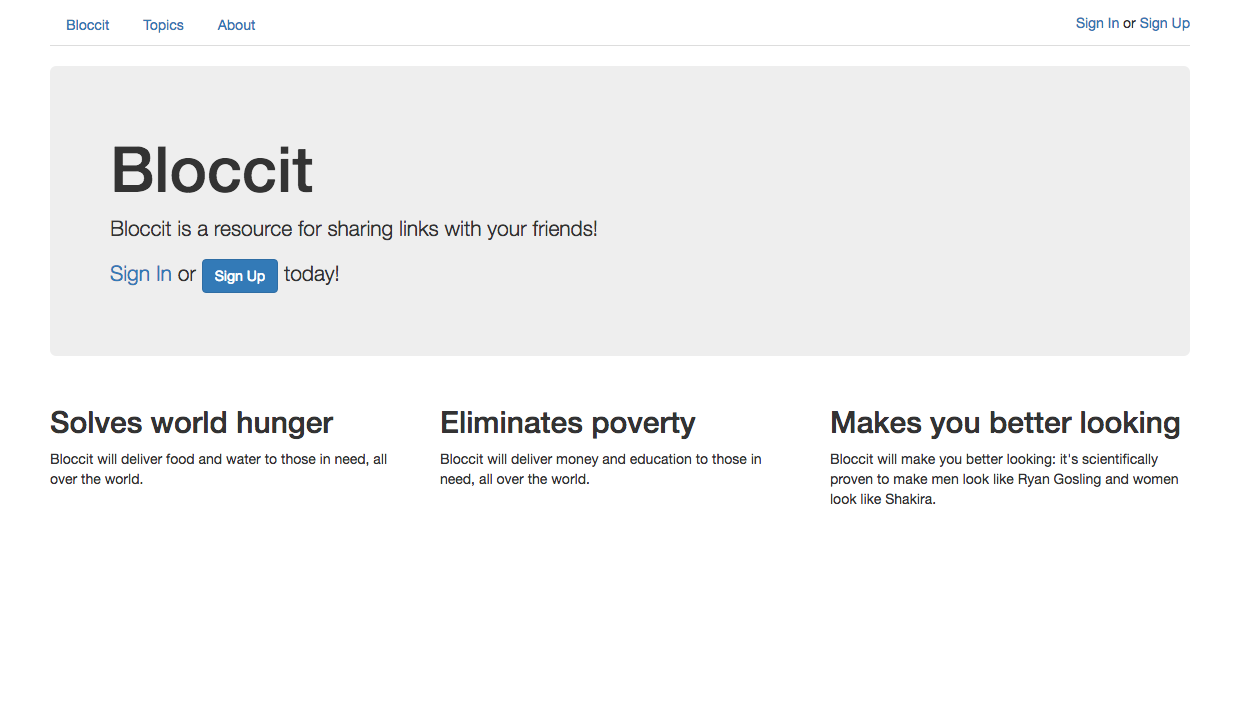 Bloccit Topics About Sign In or Sign Up
Bloccit
Bloccit is a resource for sharing links with your friends!
Sign In or Sign Up today!
Solves world hunger
Bloccit will deliver food and water to those in need, all
over the world.
Eliminates poverty
Bloccit will deliver money and education to those in
need, all over the world.
Makes you better looking
Bloccit will make you better looking: it's scientifically
proven to make men look like Ryan Gosling and women
look like Shakira.